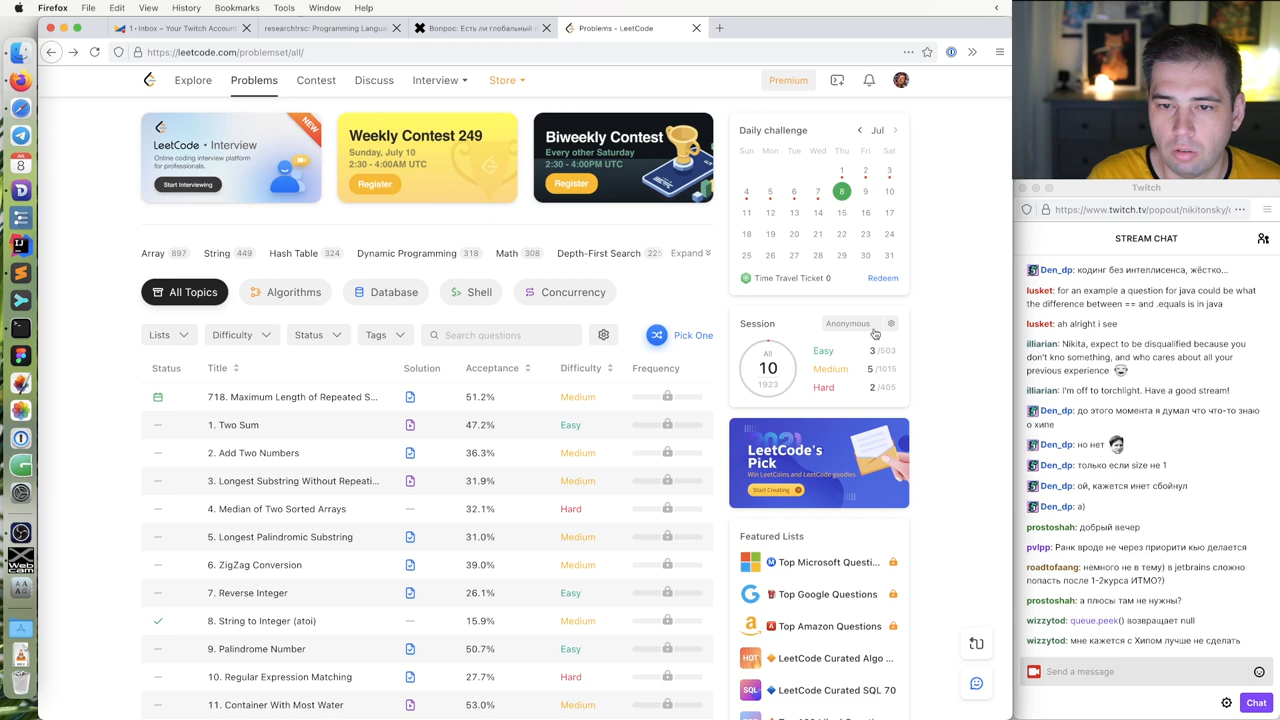 Firefox File Edit View History Bookmarks Tools Window Help
1 · Inbox – Your Twitch Account
research!rsc: Programming Langua
Вопрос: Есть ли глобальный
Problems - LeetCode
https://leetcode.com/problemset/all/
Explore
Problems
Contest
Discuss
Interview
Store
Premium
LeetCode · Interview
Online coding interview platform
for professionals.
Start Interviewing
NEW
Weekly Contest 249
Sunday, July 10
2:30 - 4:00AM UTC
Register
Biweekly Contest
Every other Saturday
2:30 - 4:00PM UTC
Register
Array 897
String 449
Hash Table 324
Dynamic Programming 318
Math 308
Depth-First Search 225
Expand
All Topics
Algorithms
Database
Shell
Concurrency
Lists
Difficulty
Status
Tags
Search questions
Pick One
Status Title Solution Acceptance Difficulty Frequency
718. Maximum Length of Repeated S... 51.2% Medium
1. Two Sum 47.2% Easy
2. Add Two Numbers 36.3% Medium
3. Longest Substring Without Repeati... 31.9% Medium
4. Median of Two Sorted Arrays — 32.1% Hard
5. Longest Palindromic Substring 31.0% Medium
6. ZigZag Conversion 39.0% Medium
7. Reverse Integer 26.1% Easy
8. String to Integer (atoi) — 15.9% Medium
9. Palindrome Number 50.7% Easy
10. Regular Expression Matching 27.7% Hard
11. Container With Most Water 53.0% Medium
Daily challenge
Jul
Sun Mon Tue Wed Thu Fri Sat
1 2 3
4 5 6 7 8 9 10
11 12 13 14 15 16 17
18 19 20 21 22 23 24
25 26 27 28 29 30 31
Time Travel Ticket 0
Redeem
Session
Anonymous
All
10
1923
Easy 3 /503
Medium 5 /1015
Hard 2 /405
2021
LeetCode's
Pick
Win LeetCoins and LeetCode goodies
Start Creating
Featured Lists
Top Microsoft Questi...
Top Google Questions
Top Amazon Questions
HOT LeetCode Curated Algo ...
SQL LeetCode Curated SQL 70
Twitch
https://www.twitch.tv/popout/nikitonsky/c
STREAM CHAT
Den_dp: кодинг без интеллисенса, жёстко...
lusket: for an example a question for java could be what
the difference between == and .equals is in java
lusket: ah alright i see
illiarian: Nikita, expect to be disqualified because you
don't kno something, and who cares about all your
previous experience
illiarian: I'm off to torchlight. Have a good stream!
Den_dp: до этого момента я думал что что-то знаю
о хипе
Den_dp: но нет
Den_dp: только если size не 1
Den_dp: ой, кажется инет сбойнул
Den_dp: а)
prostoshah: добрый вечер
pvlpp: Ранк вроде не через приорити кью делается
roadtofaang: немного не в тему) в jetbrains сложно
попасть после 1-2курса ИТМО?)
prostoshah: а плюсы там не нужны?
wizzytod: queue.peek() возвращает null
wizzytod: мне кажется с Хипом лучше не сделать
Send a message
Chat